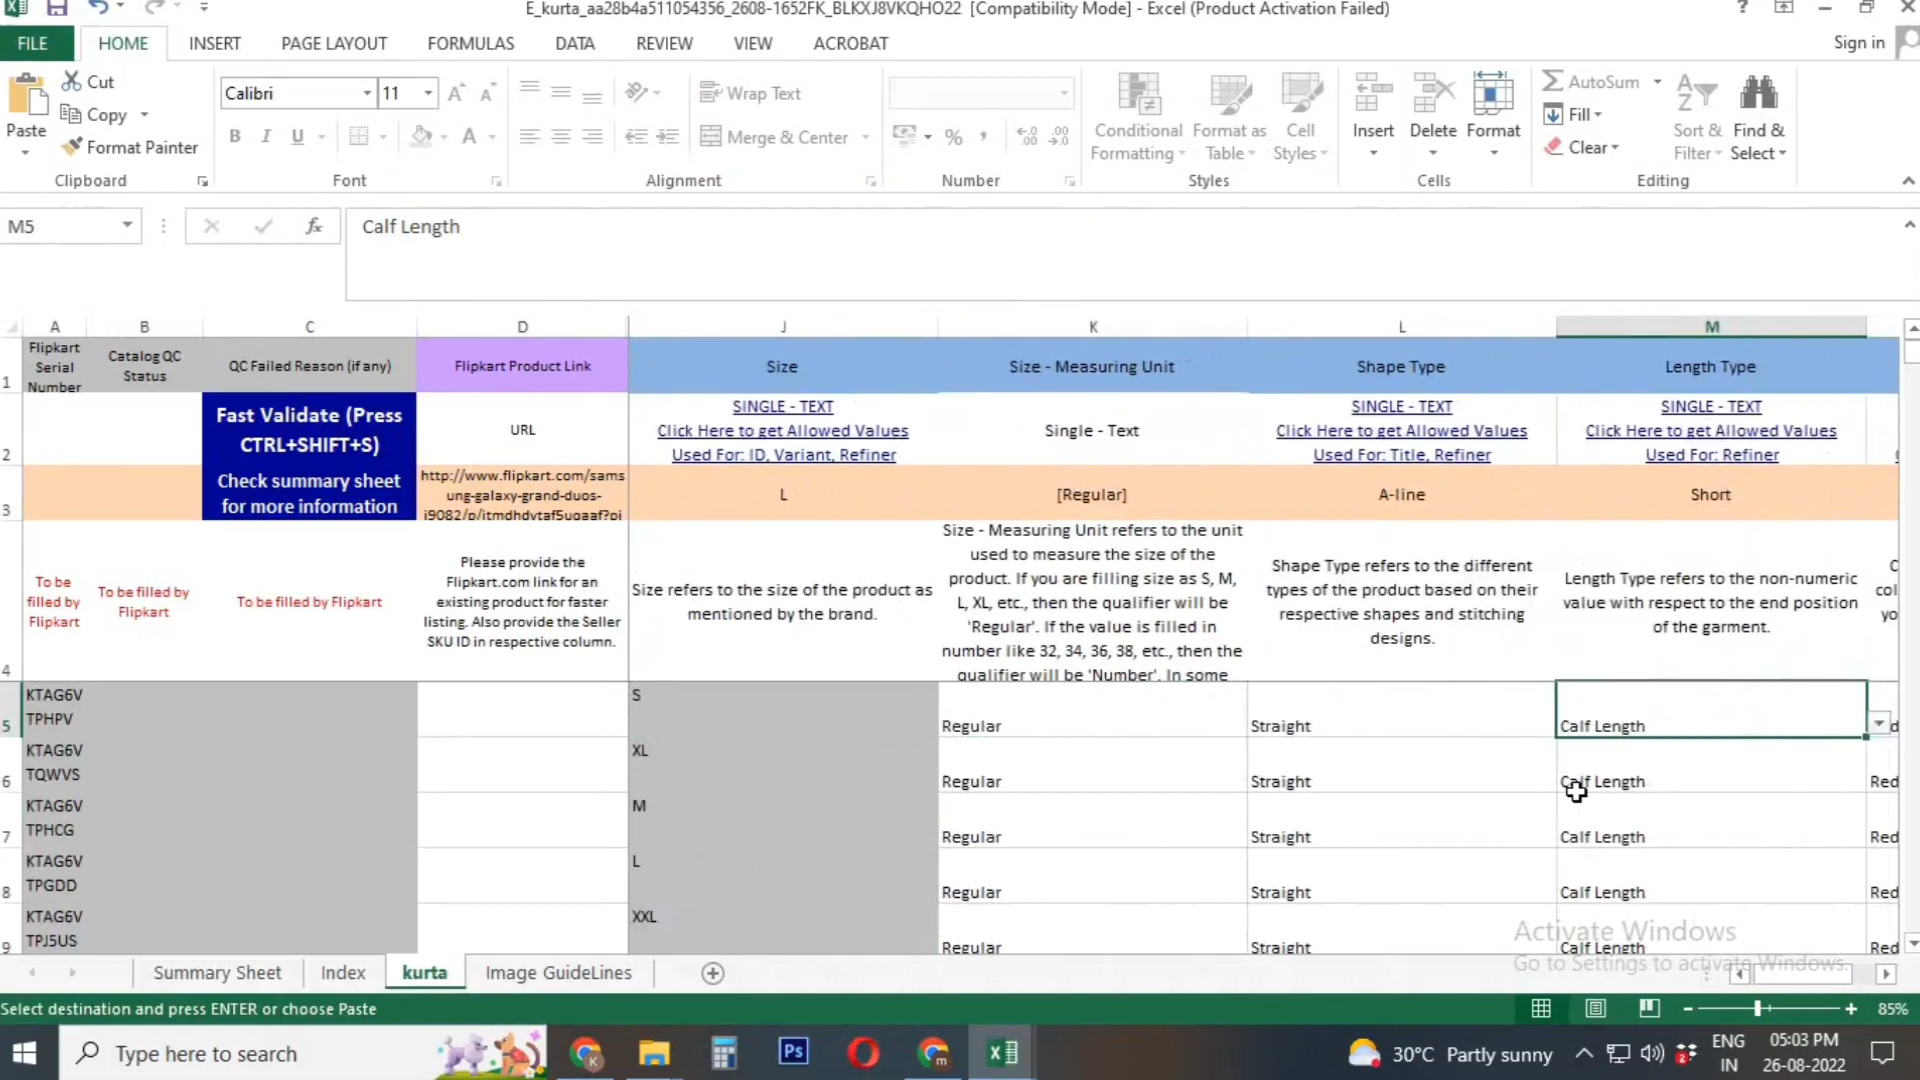 E_kurta_aa28b4a511054356_2608-1652FK_BLKXJ8VKQHO22 [Compatibility Mode] - Excel (Product Activation Failed)
FILE HOME INSERT PAGE LAYOUT FORMULAS DATA REVIEW VIEW ACROBAT Sign in
Paste
Cut
Copy
Format Painter
Clipboard
Calibri 11
B I U
Font
Wrap Text
Merge & Center
Alignment
%
Number
Conditional Formatting
Format as Table
Cell Styles
Styles
Insert
Delete
Format
Cells
AutoSum
Fill
Clear
Sort & Filter
Find & Select
Editing
M5 fx Calf Length
A B C D J K L M
1
Flipkart
Serial
Number
Catalog QC
Status
QC Failed Reason (if any)
Flipkart Product Link
Size
Size - Measuring Unit
Shape Type
Length Type
2
Fast Validate (Press
CTRL+SHIFT+S)
Check summary sheet
for more information
URL
SINGLE - TEXT
Click Here to get Allowed Values
Used For: ID, Variant, Refiner
Single - Text
SINGLE - TEXT
Click Here to get Allowed Values
Used For: Title, Refiner
SINGLE - TEXT
Click Here to get Allowed Values
Used For: Refiner
3
http://www.flipkart.com/sams
ung-galaxy-grand-duos-
i9082/p/itmdhdvtaf5ugaaf?pi
L
[Regular]
A-line
Short
4
To be
filled by
Flipkart
To be filled by
Flipkart
To be filled by Flipkart
Please provide the
Flipkart.com link for an
existing product for faster
listing. Also provide the Seller
SKU ID in respective column.
Size refers to the size of the product as
mentioned by the brand.
Size - Measuring Unit refers to the unit
used to measure the size of the
product. If you are filling size as S, M,
L, XL, etc., then the qualifier will be
'Regular'. If the value is filled in
number like 32, 34, 36, 38, etc., then the
qualifier will be 'Number'. In some
Shape Type refers to the different
types of the product based on their
respective shapes and stitching
designs.
Length Type refers to the non-numeric
value with respect to the end position
of the garment.
5
KTAG6V
TPHPV
S
Regular
Straight
Calf Length
6
KTAG6V
TQWVS
XL
Regular
Straight
Calf Length
Red
7
KTAG6V
TPHCG
M
Regular
Straight
Calf Length
Red
8
KTAG6V
TPGDD
L
Regular
Straight
Calf Length
Red
9
KTAG6V
TPJ5US
XXL
Regular
Straight
Calf Length
Red
Activate Windows
Go to Settings to activate Windows.
Summary Sheet Index kurta Image GuideLines
Select destination and press ENTER or choose Paste
85%
Type here to search
Ps
30°C Partly sunny
ENG
IN
05:03 PM
26-08-2022